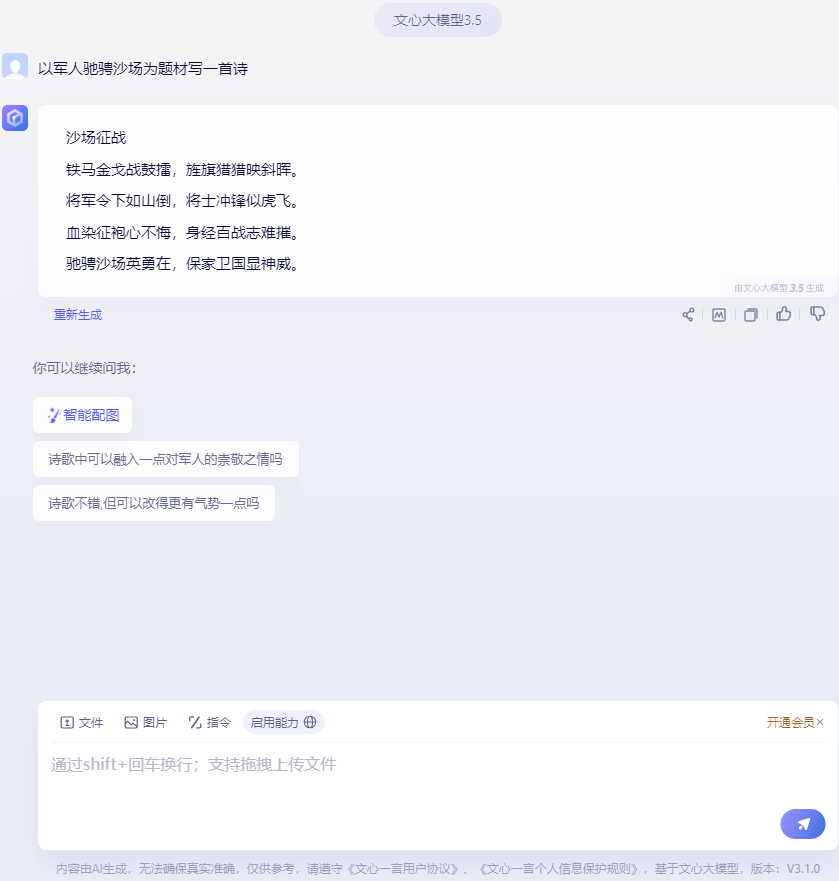 文心大模型3.5
以军人驰骋沙场为题材写一首诗
沙场征战
铁马金戈战鼓擂，旌旗猎猎映斜晖。
将军令下如山倒，将士冲锋似虎飞。
血染征袍心不悔，身经百战志难摧。
驰骋沙场英勇在，保家卫国显神威。
由文心大模型 3.5 生成
重新生成
你可以继续问我：
智能配图
诗歌中可以融入一点对军人的崇敬之情吗
诗歌不错,但可以改得更有气势一点吗
文件 图片 指令 启用能力 开通会员×
通过shift+回车换行；支持拖拽上传文件
内容由AI生成，无法确保真实准确，仅供参考，请遵守《文心一言用户协议》、《文心一言个人信息保护规则》，基于文心大模型，版本：V3.1.0